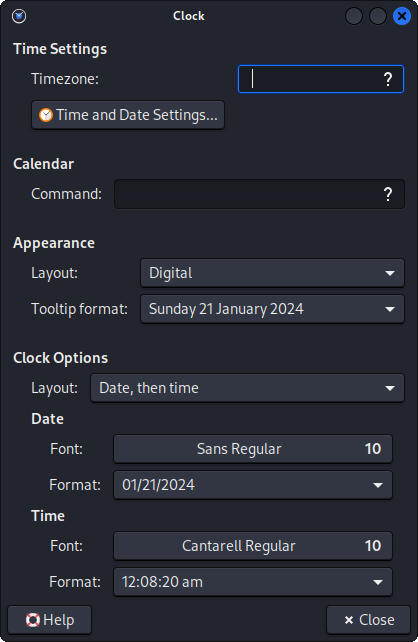 Clock
Time Settings
Timezone: ?
Time and Date Settings...
Calendar
Command: ?
Appearance
Layout: Digital
Tooltip format: Sunday 21 January 2024
Clock Options
Layout: Date, then time
Date
Font: Sans Regular 10
Format: 01/21/2024
Time
Font: Cantarell Regular 10
Format: 12:08:20 am
Help Close